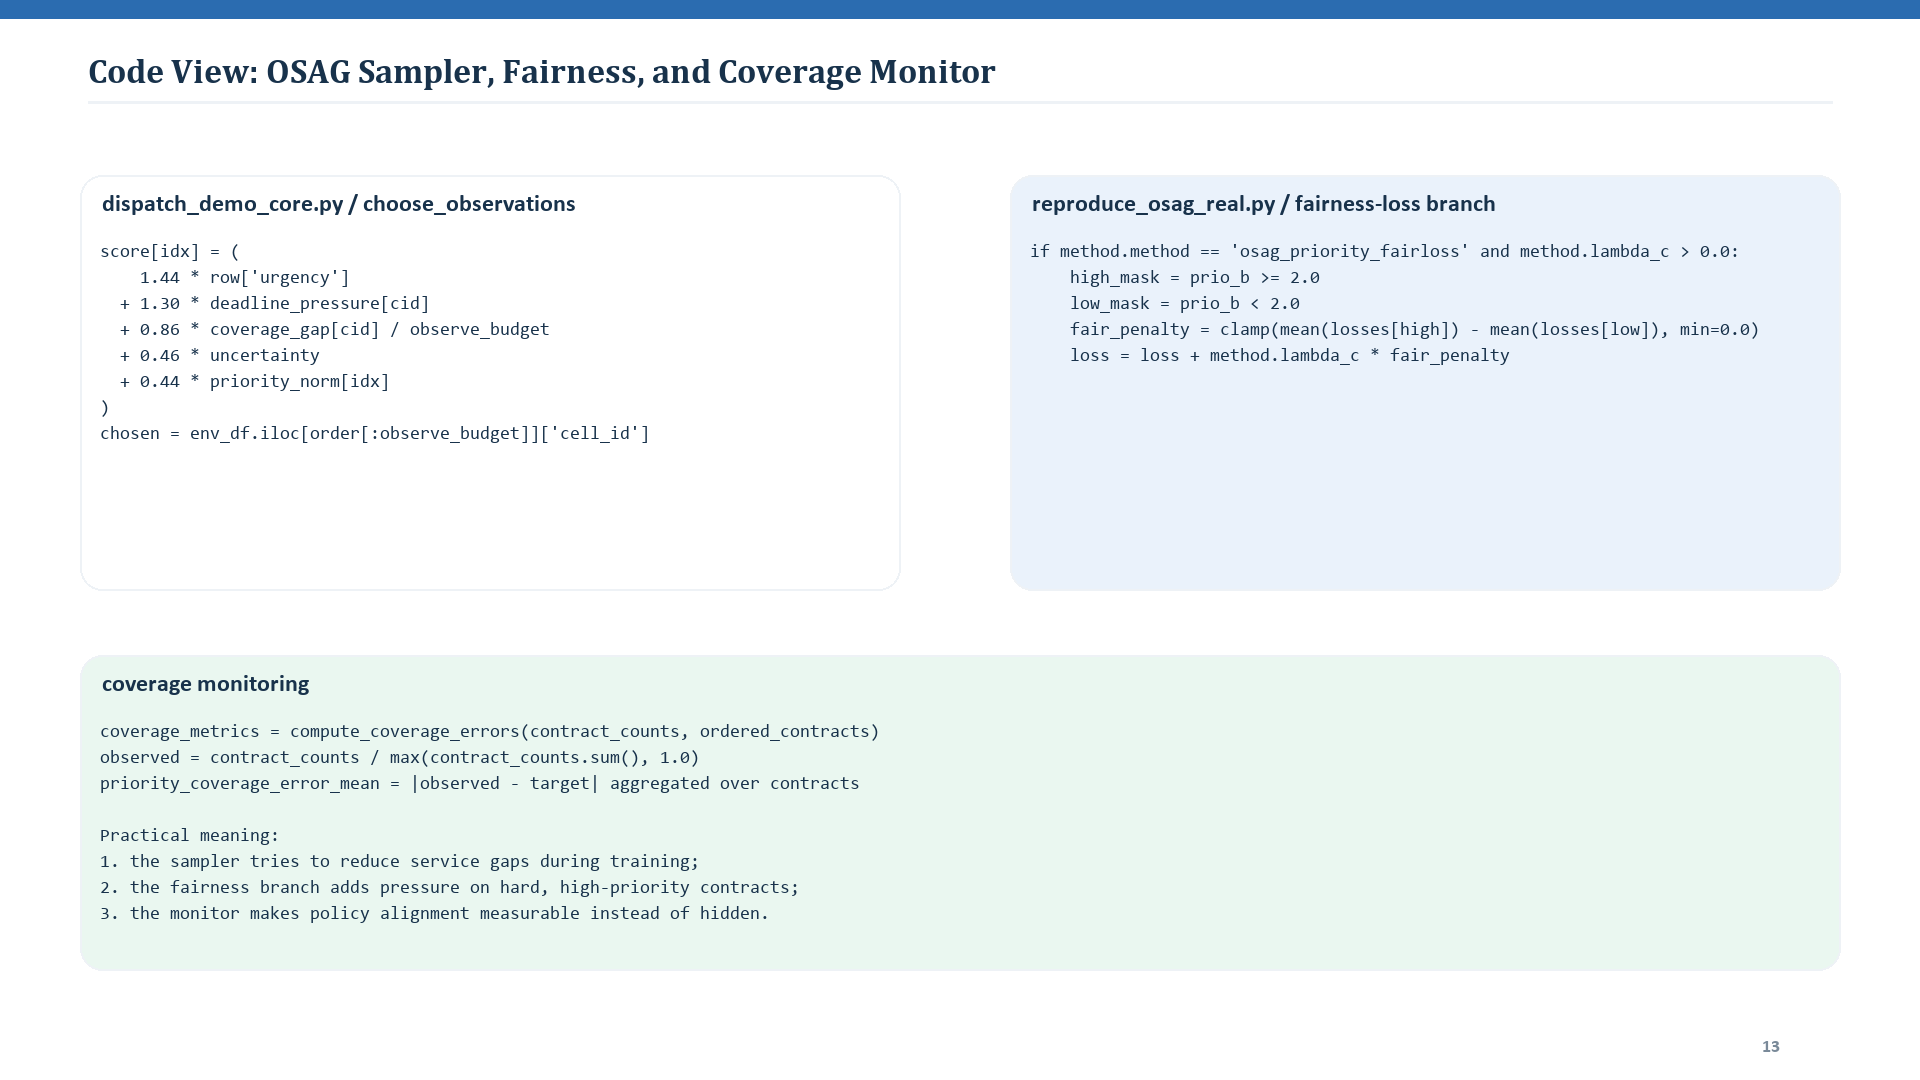 Code View: OSAG Sampler, Fairness, and Coverage Monitor
dispatch_demo_core.py / choose_observations
score[idx] = (
    1.44 * row['urgency']
  + 1.30 * deadline_pressure[cid]
  + 0.86 * coverage_gap[cid] / observe_budget
  + 0.46 * uncertainty
  + 0.44 * priority_norm[idx]
)
chosen = env_df.iloc[order[:observe_budget]]['cell_id']
reproduce_osag_real.py / fairness-loss branch
if method.method == 'osag_priority_fairloss' and method.lambda_c > 0.0:
    high_mask = prio_b >= 2.0
    low_mask = prio_b < 2.0
    fair_penalty = clamp(mean(losses[high]) - mean(losses[low]), min=0.0)
    loss = loss + method.lambda_c * fair_penalty
coverage monitoring
coverage_metrics = compute_coverage_errors(contract_counts, ordered_contracts)
observed = contract_counts / max(contract_counts.sum(), 1.0)
priority_coverage_error_mean = |observed - target| aggregated over contracts
Practical meaning:
1. the sampler tries to reduce service gaps during training;
2. the fairness branch adds pressure on hard, high-priority contracts;
3. the monitor makes policy alignment measurable instead of hidden.
13